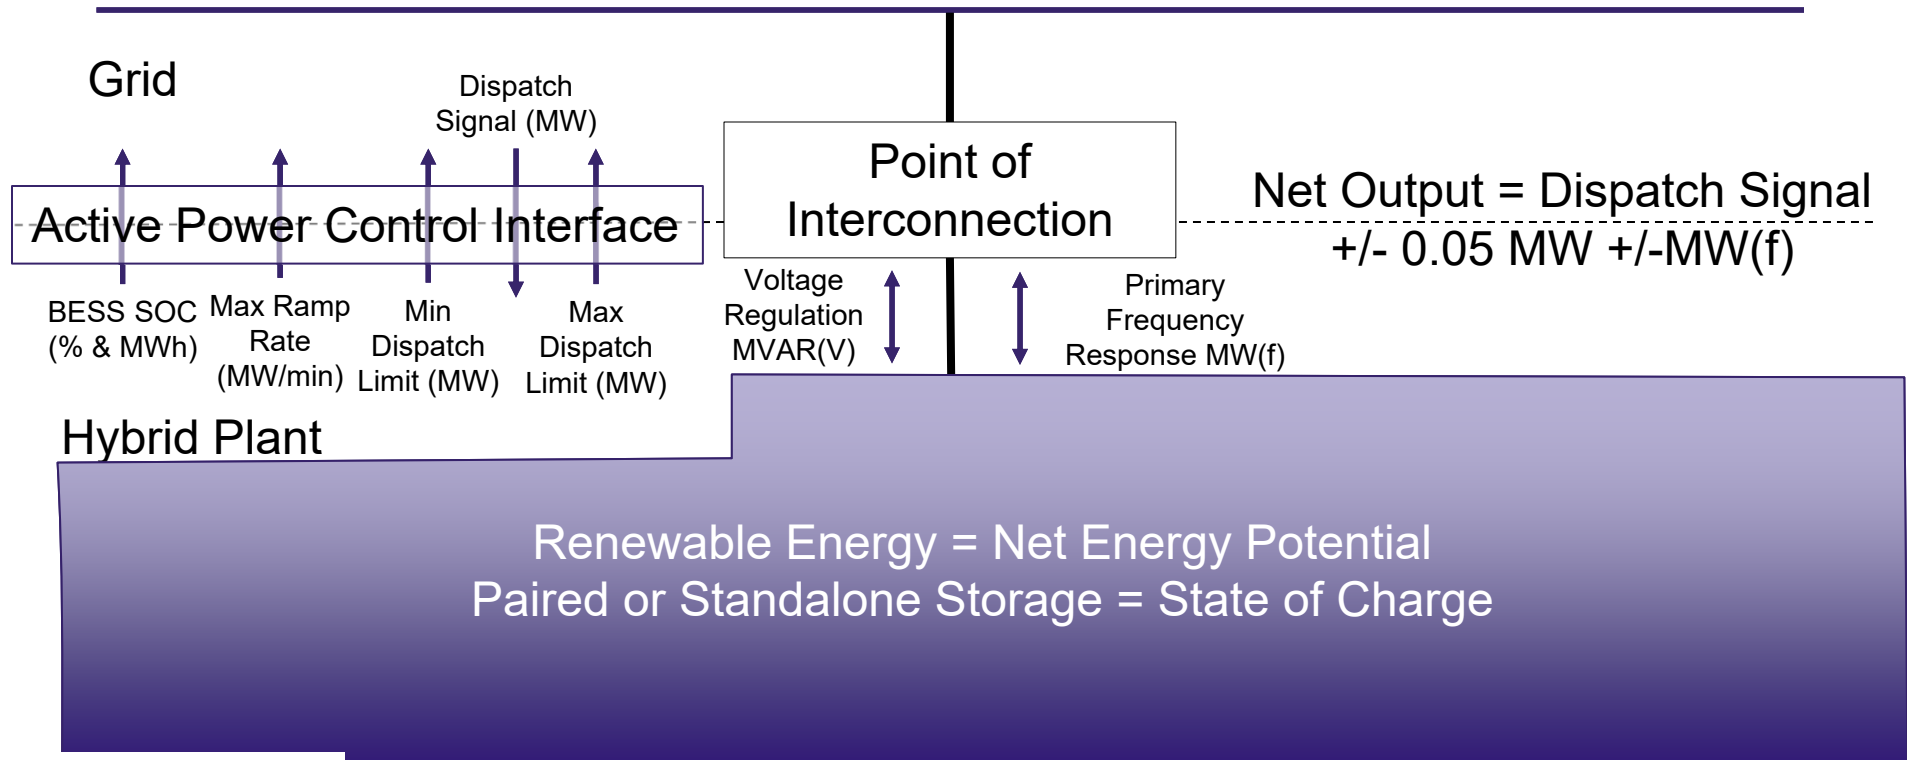 Grid
Dispatch
Signal (MW)
Active Power Control Interface
BESS SOC
(% & MWh)
Max Ramp
Rate
(MW/min)
Min
Dispatch
Limit (MW)
Max
Dispatch
Limit (MW)
Point of
Interconnection
Net Output = Dispatch Signal
+/- 0.05 MW +/-MW(f)
Voltage
Regulation
MVAR(V)
Primary
Frequency
Response MW(f)
Hybrid Plant
Renewable Energy = Net Energy Potential
Paired or Standalone Storage = State of Charge